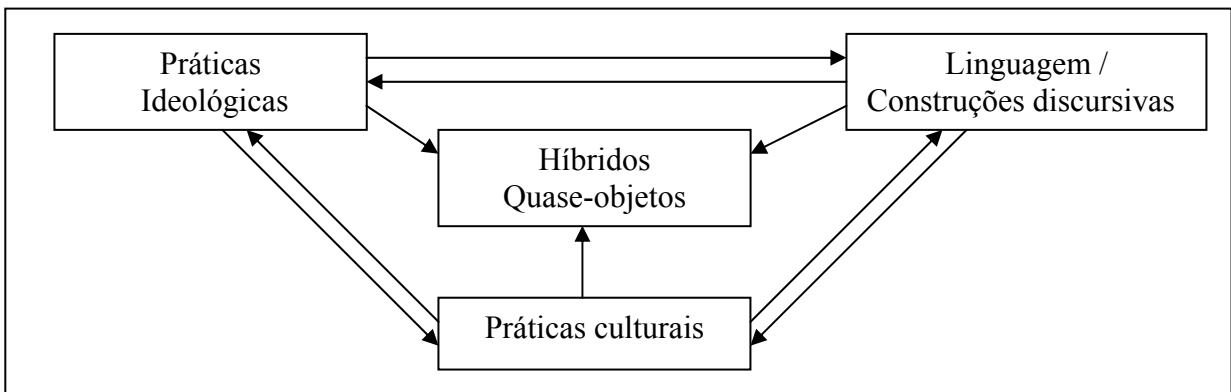 Práticas
Ideológicas
Linguagem /
Construções discursivas
Híbridos
Quase-objetos
Práticas culturais